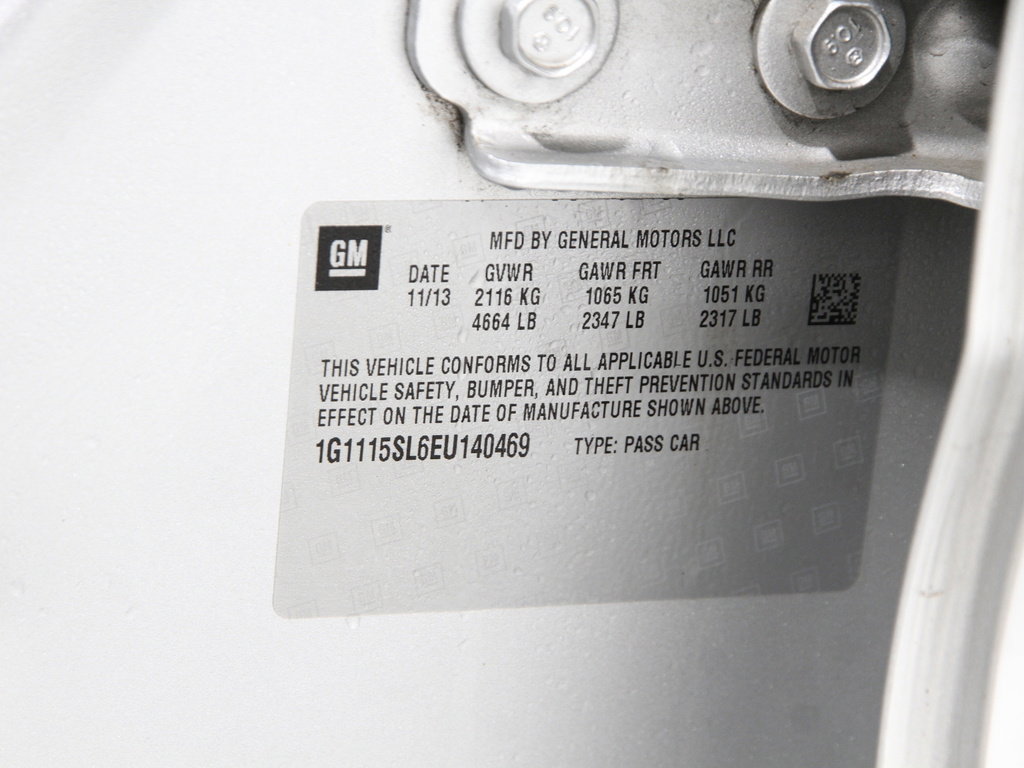 GM
MFD BY GENERAL MOTORS LLC
DATE GVWR GAWR FRT GAWR RR
11/13 2116 KG 1065 KG 1051 KG
4664 LB 2347 LB 2317 LB
THIS VEHICLE CONFORMS TO ALL APPLICABLE U.S. FEDERAL MOTOR
VEHICLE SAFETY, BUMPER, AND THEFT PREVENTION STANDARDS IN
EFFECT ON THE DATE OF MANUFACTURE SHOWN ABOVE.
1G1115SL6EU140469 TYPE: PASS CAR